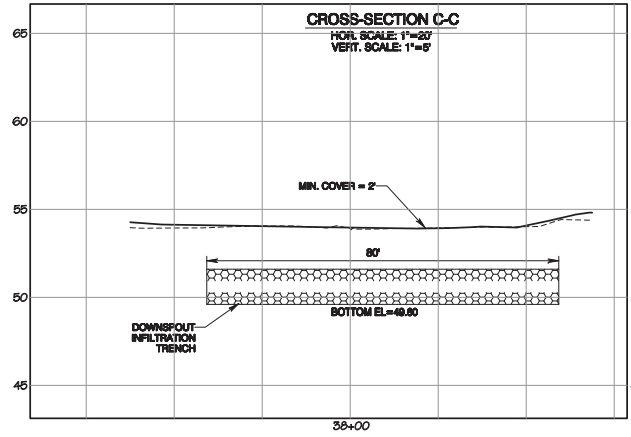 CROSS-SECTION C-C
HOR. SCALE: 1"=20'
VERT. SCALE: 1"=5'
65
60
MIN. COVER = 2'
55
80'
50
BOTTOM EL=49.60
DOWNSPOUT
INFILTRATION
TRENCH
45
38+00